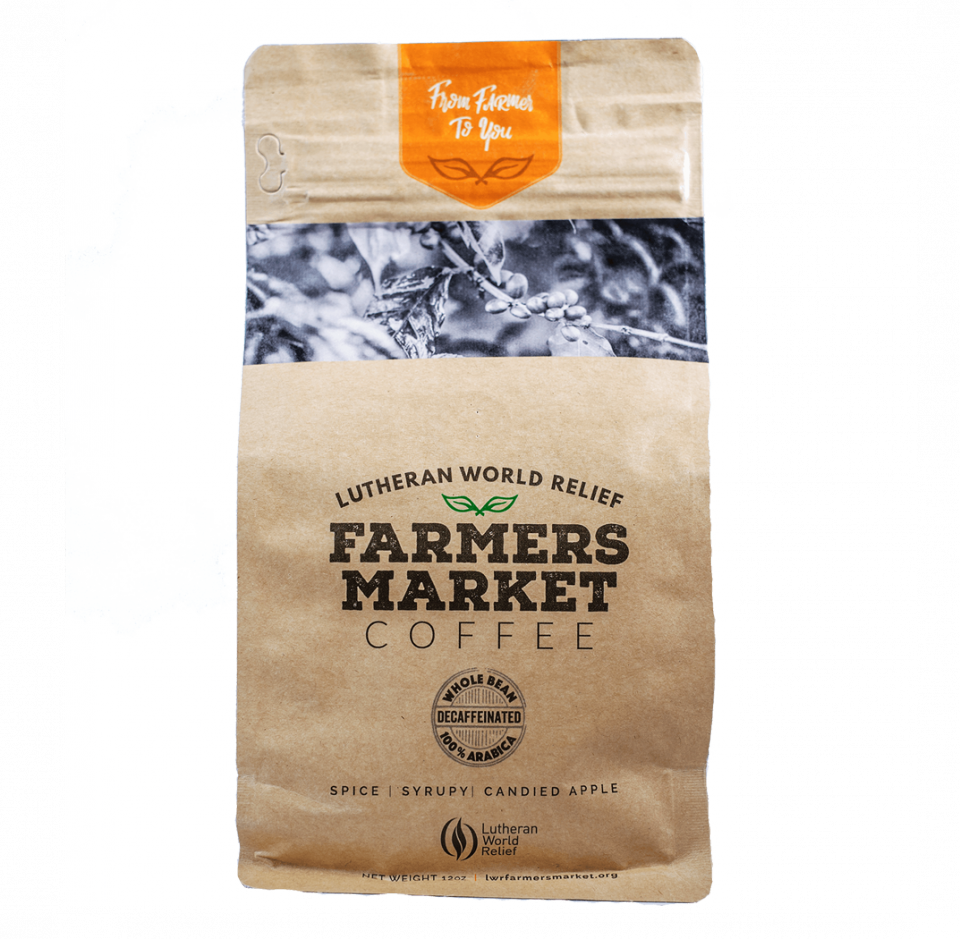 From Farmer
To You
LUTHERAN WORLD RELIEF
FARMERS
MARKET
COFFEE
WHOLE BEAN
DECAFFEINATED
100% ARABICA
SPICE | SYRUPY| CANDIED APPLE
Lutheran
World
Relief
NET WEIGHT 12OZ | lwrfarmersmarket.org